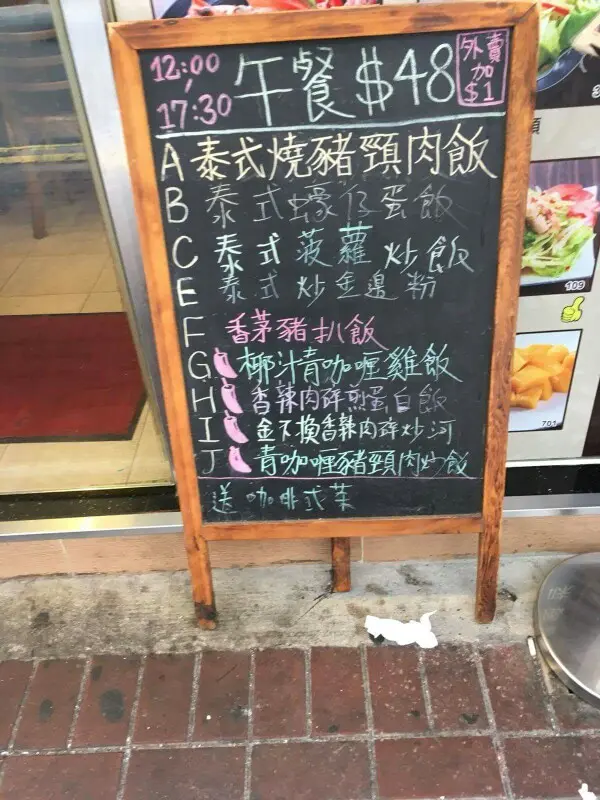 12:00
,
17:30
午餐 $48
外賣
加
$1
A 泰式燒豬頸肉飯
B 泰式蠔仔蛋飯
C 泰式菠蘿炒飯
E 泰式炒金邊粉
F 香茅豬扒飯
G 椰汁青咖喱雞飯
H 香辣肉碎煎蛋白飯
I 金不換香辣肉碎炒河
J 青咖喱豬頸肉炒飯
送咖啡式茶
109
701